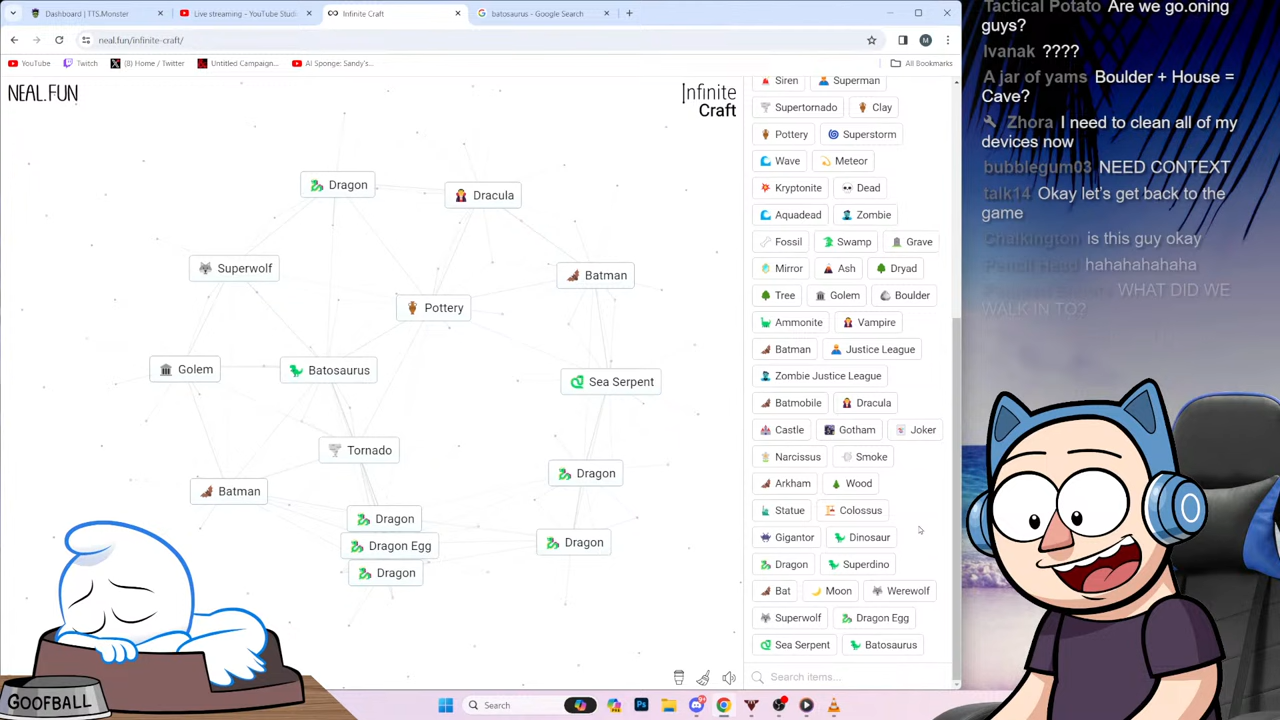 Dashboard | TTS.Monster
Live streaming - YouTube Studi
Infinite Craft
batosaurus - Google Search
neal.fun/infinite-craft/
YouTube
Twitch
(8) Home / Twitter
Untitled Campaign...
AI Sponge: Sandy's...
All Bookmarks
NEAL.FUN
Infinite
Craft
Dragon
Dracula
Superwolf
Batman
Pottery
Golem
Batosaurus
Sea Serpent
Tornado
Dragon
Batman
Dragon
Dragon Egg
Dragon
Dragon
Siren Superman
Supertornado Clay
Pottery Superstorm
Wave Meteor
Kryptonite Dead
Aquadead Zombie
Fossil Swamp Grave
Mirror Ash Dryad
Tree Golem Boulder
Ammonite Vampire
Batman Justice League
Zombie Justice League
Batmobile Dracula
Castle Gotham Joker
Narcissus Smoke
Arkham Wood
Statue Colossus
Gigantor Dinosaur
Dragon Superdino
Bat Moon Werewolf
Superwolf Dragon Egg
Sea Serpent Batosaurus
Search items...
Search
GOOFBALL
Tactical Potato Are we go.oning
guys?
Ivanak ????
A jar of yams Boulder + House =
Cave?
Zhora I need to clean all of my
devices now
bubblegum03 NEED CONTEXT
talk14 Okay let's get back to the
game
Chalkington is this guy okay
Pencil Head hahahahahaha
WHAT DID WE
WALK IN TO?